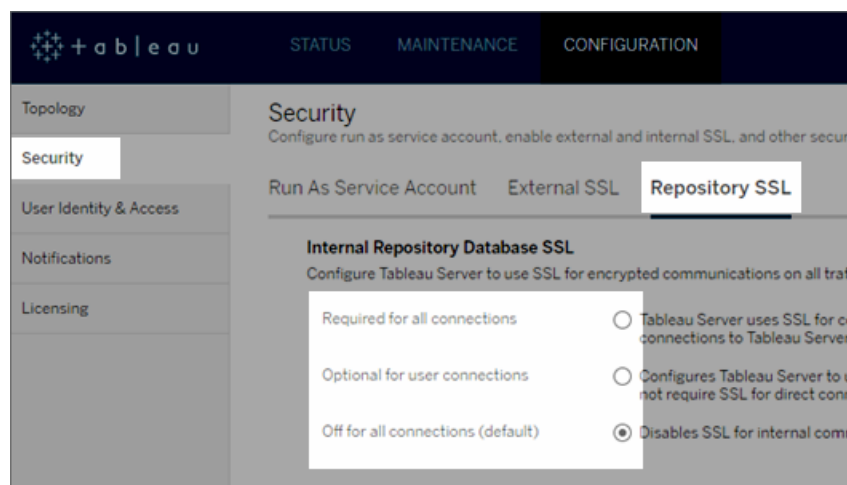 +ableau STATUS MAINTENANCE CONFIGURATION
Topology
Security
User Identity & Access
Notifications
Licensing
Security
Configure run as service account, enable external and internal SSL, and other secur
Run As Service Account External SSL Repository SSL
Internal Repository Database SSL
Configure Tableau Server to use SSL for encrypted communications on all traf
Required for all connections Tableau Server uses SSL for c
connections to Tableau Server
Optional for user connections Configures Tableau Server to u
not require SSL for direct conn
Off for all connections (default) Disables SSL for internal comm